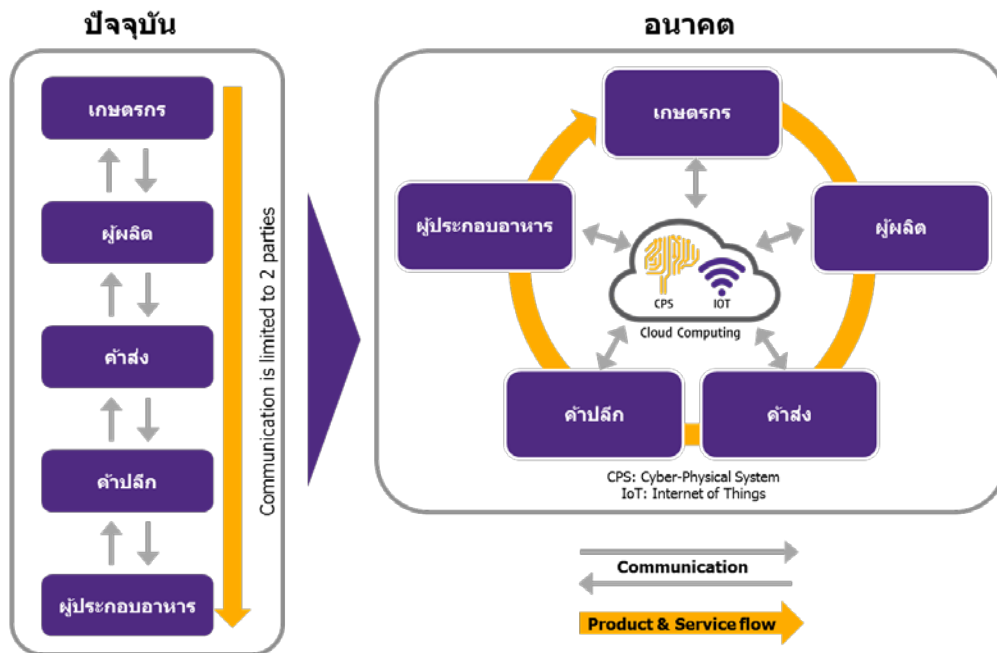 ปัจจุบัน
เกษตรกร
ผู้ผลิต
ค้าส่ง
ค้าปลีก
ผู้ประกอบอาหาร
Communication is limited to 2 parties
อนาคต
เกษตรกร
ผู้ประกอบอาหาร
ผู้ผลิต
CPS IOT
Cloud Computing
ค้าปลีก
ค้าส่ง
CPS: Cyber-Physical System
IoT: Internet of Things
Communication
Product & Service flow